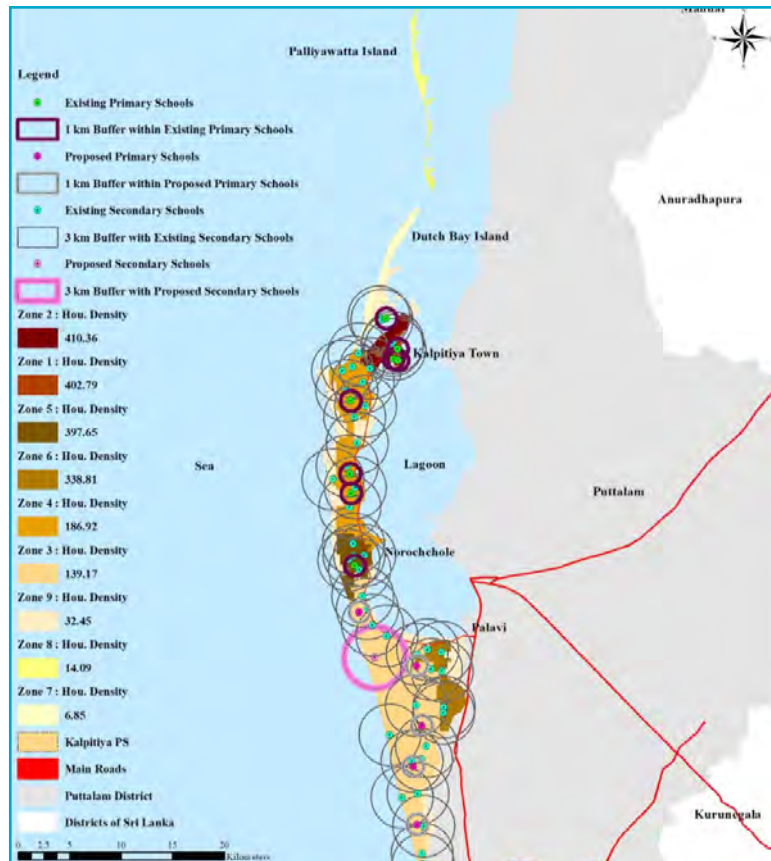 Mannar
Palliyawatta Island
Legend
Existing Primary Schools
1 km Buffer within Existing Primary Schools
Proposed Primary Schools
1 km Buffer within Proposed Primary Schools
Existing Secondary Schools
3 km Buffer with Existing Secondary Schools
Proposed Secondary Schools
3 km Buffer with Proposed Secondary Schools
Zone 2 : Hou. Density
410.36
Zone 1 : Hou. Density
402.79
Zone 5 : Hou. Density
397.65
Zone 6 : Hou. Density
338.81
Zone 4 : Hou. Density
186.92
Zone 3 : Hou. Density
139.17
Zone 9 : Hou. Density
32.45
Zone 8 : Hou. Density
14.09
Zone 7 : Hou. Density
6.85
Kalpitiya PS
Main Roads
Puttalam District
Districts of Sri Lanka
0 2.5 5 10 15 20
Kilometers
Anuradhapura
Dutch Bay Island
Kalpitiya Town
Sea
Lagoon
Puttalam
Norochchole
Palavi
Kurunegala